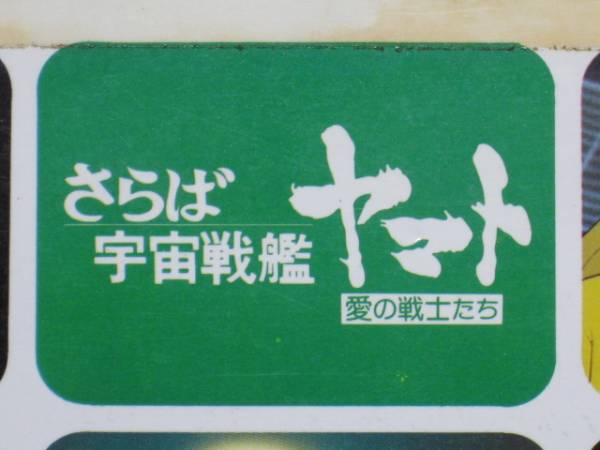 さらば
宇宙戦艦
ヤマト
愛の戦士たち